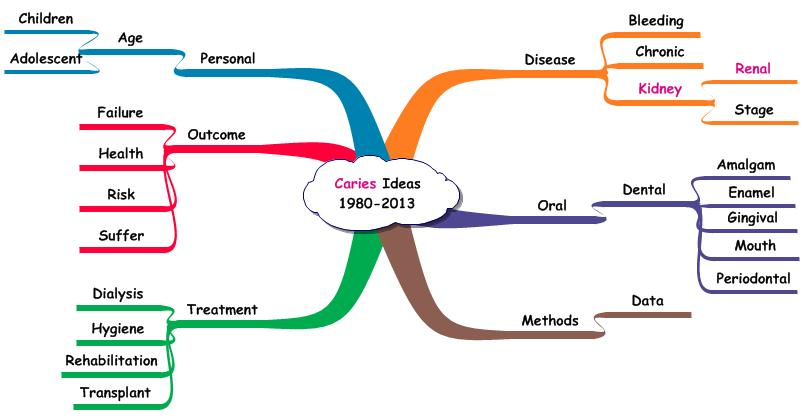 Children
Adolescent
Age
Personal
Failure
Health
Risk
Suffer
Outcome
Dialysis
Hygiene
Rehabilitation
Transplant
Treatment
Caries Ideas
1980-2013
Disease
Bleeding
Chronic
Kidney
Renal
Stage
Oral
Dental
Amalgam
Enamel
Gingival
Mouth
Periodontal
Methods
Data